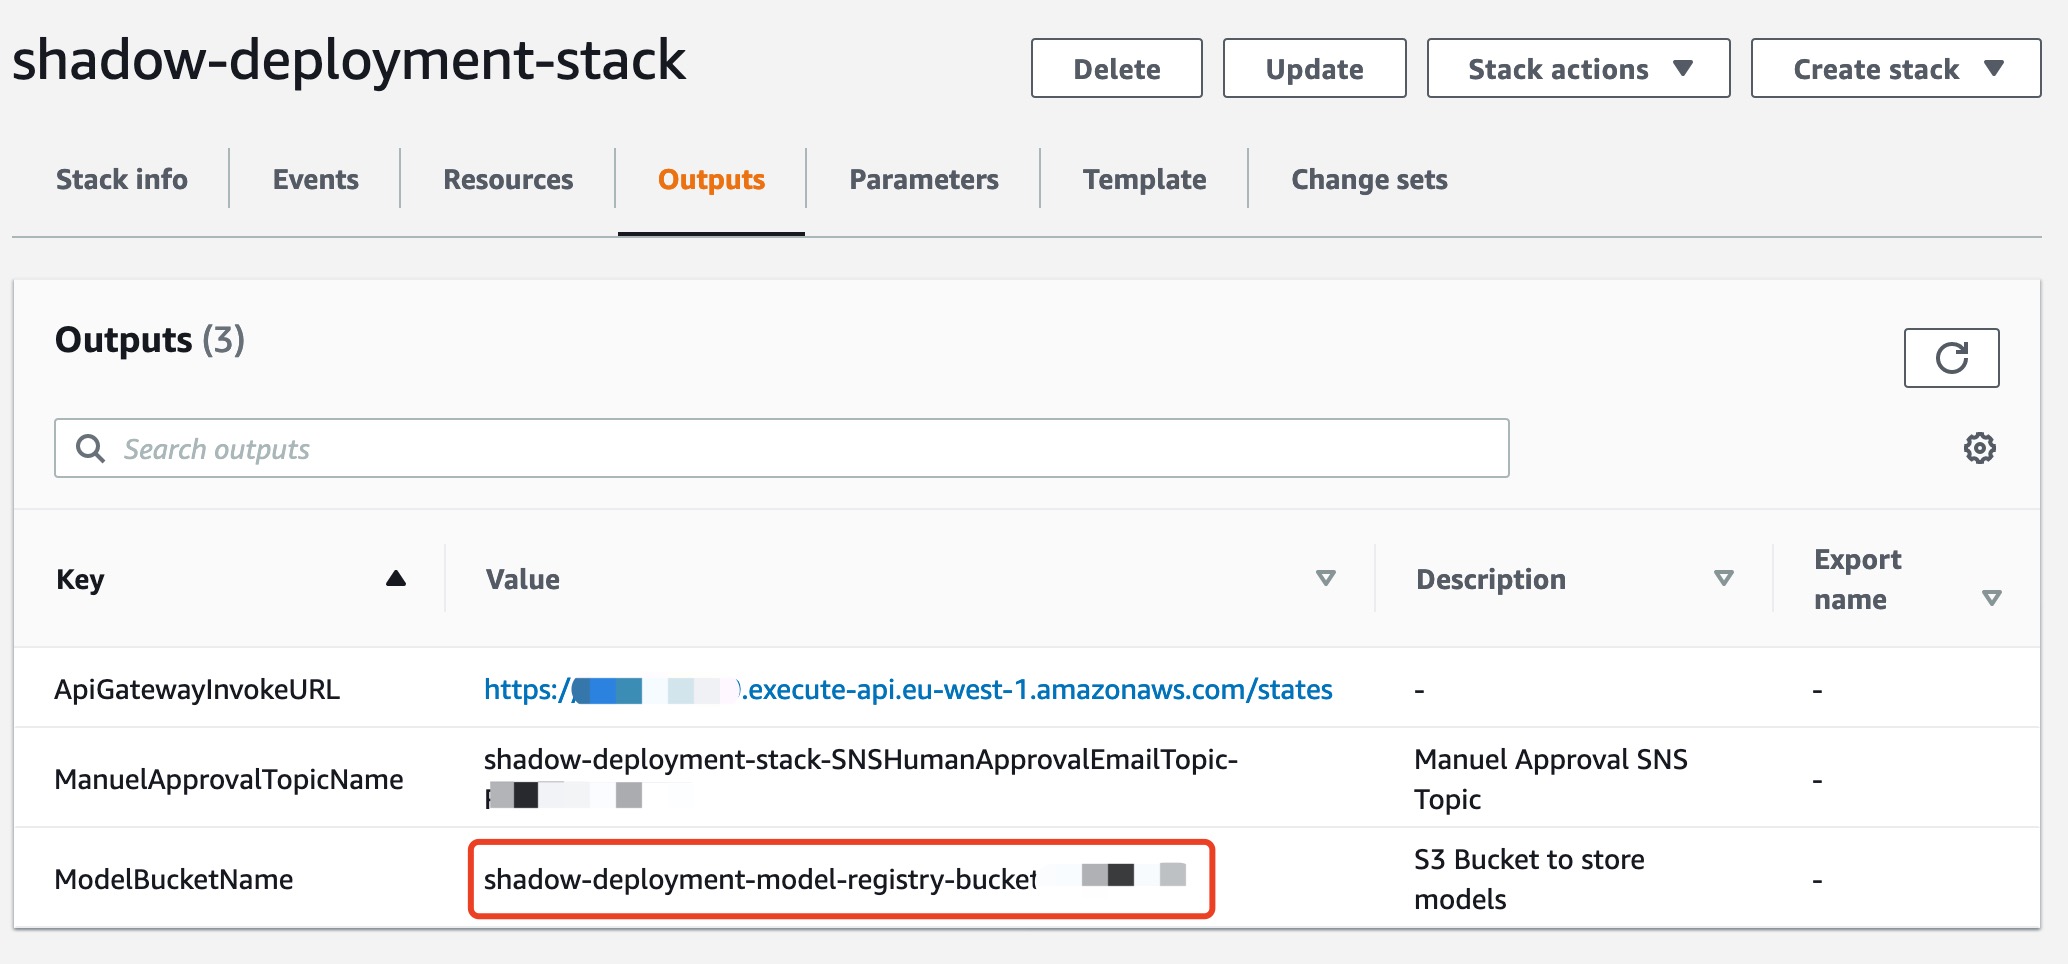 shadow-deployment-stack
Delete
Update
Stack actions
Create stack
Stack info
Events
Resources
Outputs
Parameters
Template
Change sets
Outputs (3)
Search outputs
Key
Value
Description
Export
name
ApiGatewayInvokeURL
https:/ .execute-api.eu-west-1.amazonaws.com/states
-
-
ManuelApprovalTopicName
shadow-deployment-stack-SNSHumanApprovalEmailTopic-
Manuel Approval SNS
Topic
-
ModelBucketName
shadow-deployment-model-registry-bucket
S3 Bucket to store
models
-